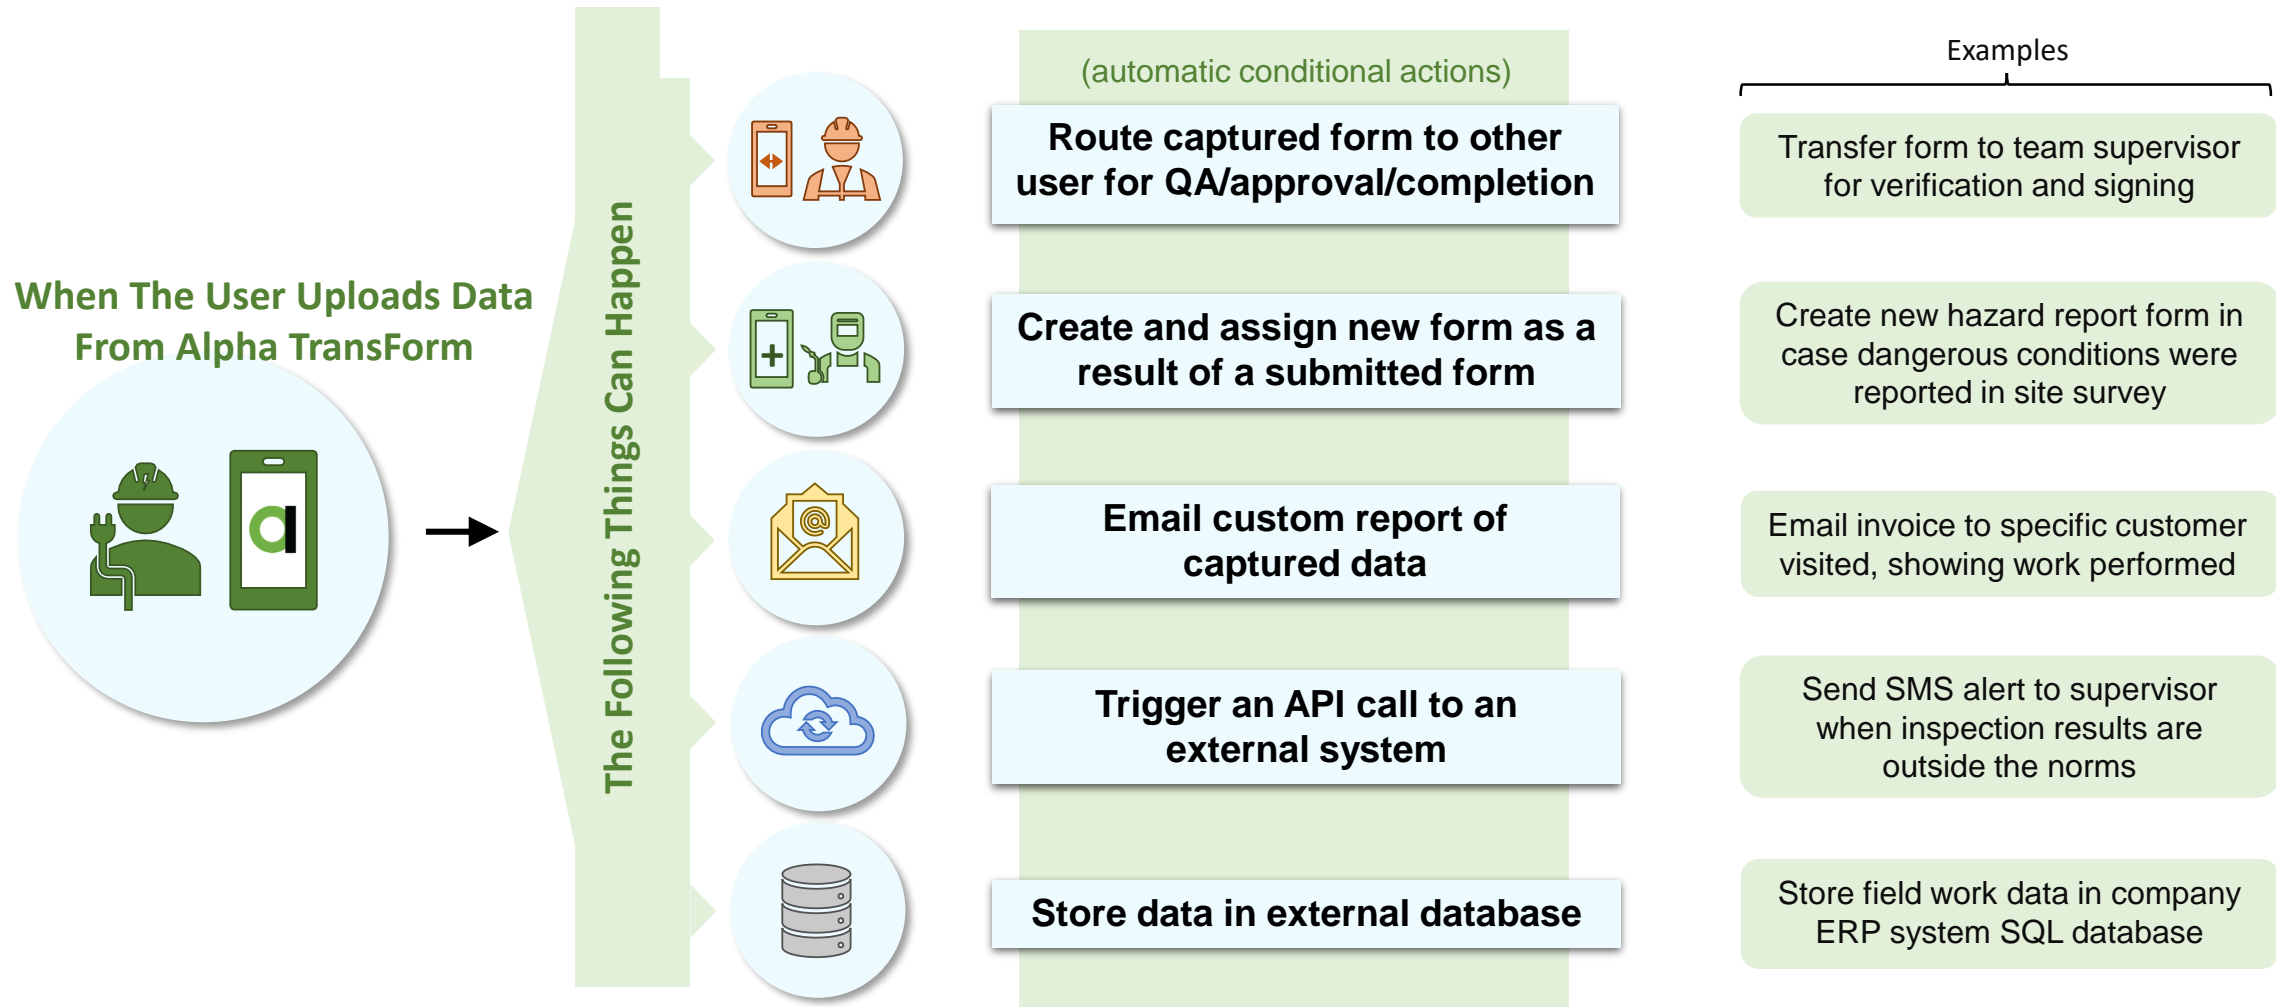 When The User Uploads Data
From Alpha TransForm
The Following Things Can Happen
(automatic conditional actions)
Examples
Route captured form to other
user for QA/approval/completion
Transfer form to team supervisor
for verification and signing
Create and assign new form as a
result of a submitted form
Create new hazard report form in
case dangerous conditions were
reported in site survey
@
Email custom report of
captured data
Email invoice to specific customer
visited, showing work performed
Trigger an API call to an
external system
Send SMS alert to supervisor
when inspection results are
outside the norms
Store data in external database
Store field work data in company
ERP system SQL database